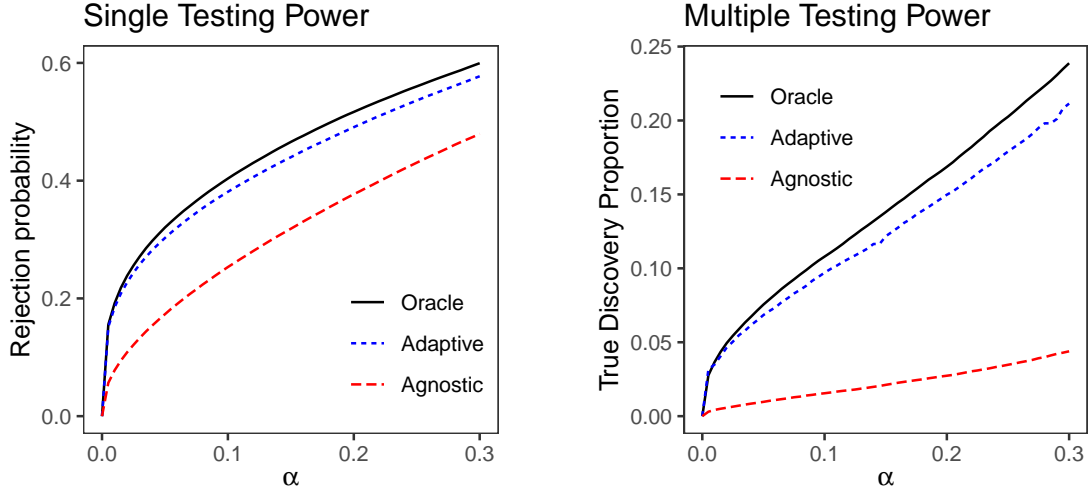 Single Testing Power
Rejection probability
0.6
0.4
0.2
0.0
Oracle
Adaptive
Agnostic
0.0
0.1
0.2
0.3
α
Multiple Testing Power
True Discovery Proportion
0.25
0.20
0.15
0.10
0.05
0.00
Oracle
Adaptive
Agnostic
0.0
0.1
0.2
0.3
α